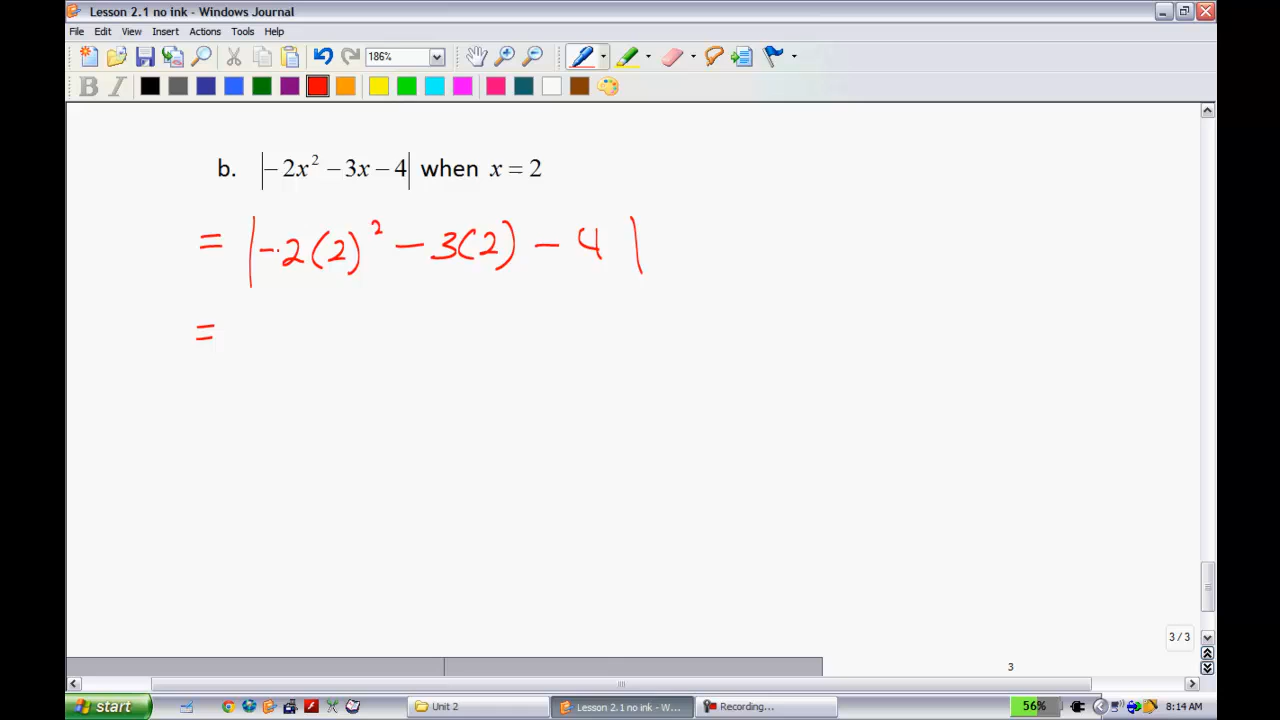 Lesson 2.1 no ink - Windows Journal
File Edit View Insert Actions Tools Help
186%
B I
b. |−2x² − 3x − 4| when x = 2
= |−2(2)² − 3(2) − 4|
=
3/3
3
start
Unit 2
Lesson 2.1 no ink - W...
Recording...
56%
8:14 AM